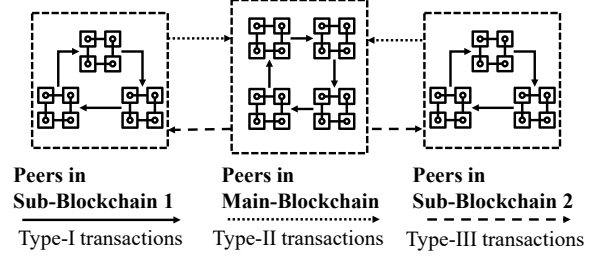 Peers in
Sub-Blockchain 1
Peers in
Main-Blockchain
Peers in
Sub-Blockchain 2
Type-I transactions
Type-II transactions
Type-III transactions